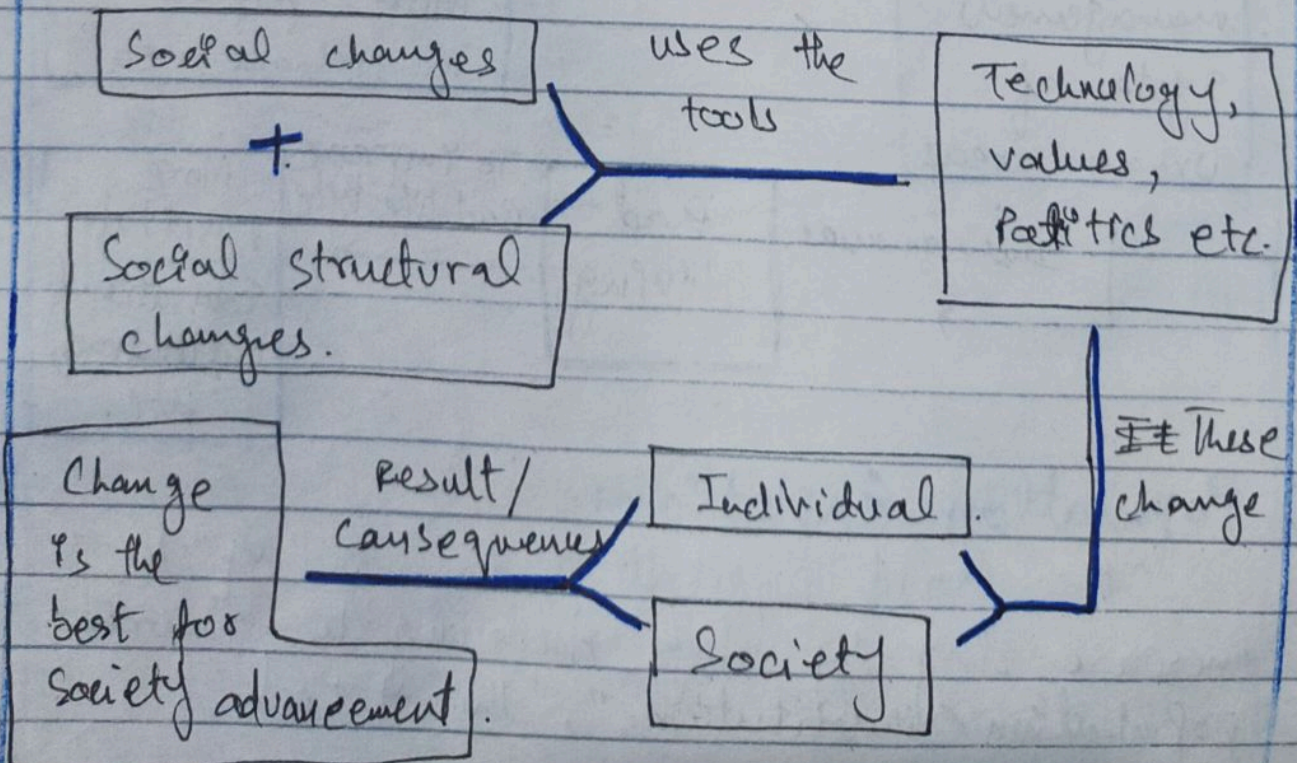 Social changes
+
Social structural
changes.
uses the
tools
Technology,
values,
Politics etc.
These
change
Individual.
Society
Result/
Causequences
Change
is the
best for
society advancement.